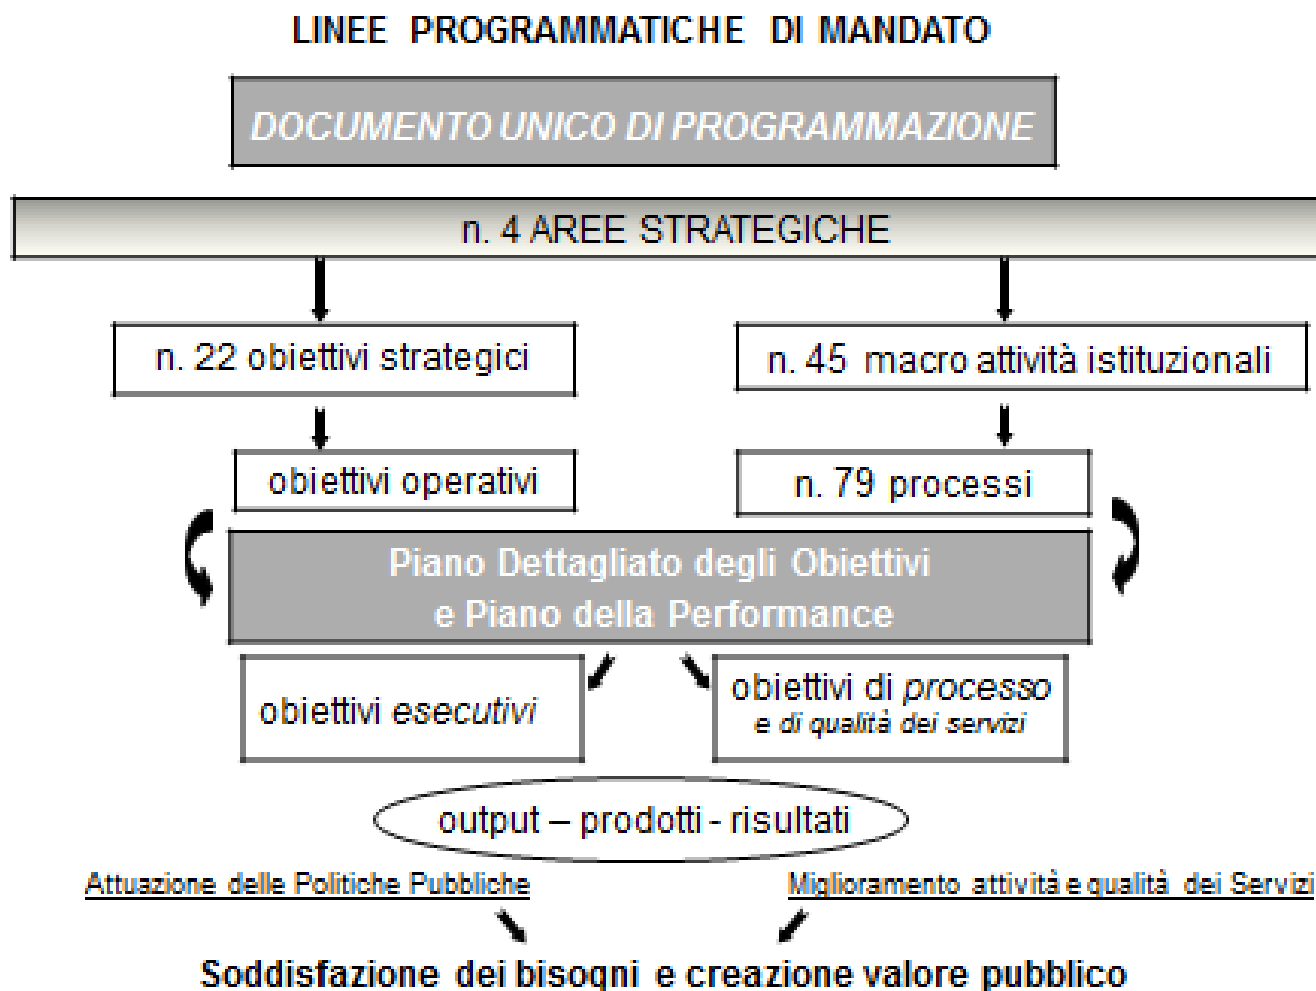 LINEE PROGRAMMATICHE DI MANDATO
DOCUMENTO UNICO DI PROGRAMMAZIONE
n. 4 AREE STRATEGICHE
n. 22 obiettivi strategici
n. 45 macro attività istituzionali
obiettivi operativi
n. 79 processi
Piano Dettagliato degli Obiettivi
e Piano della Performance
obiettivi esecutivi
obiettivi di processo
e di qualità dei servizi
output – prodotti - risultati
Attuazione delle Politiche Pubbliche
Miglioramento attività e qualità dei Servizi
Soddisfazione dei bisogni e creazione valore pubblico